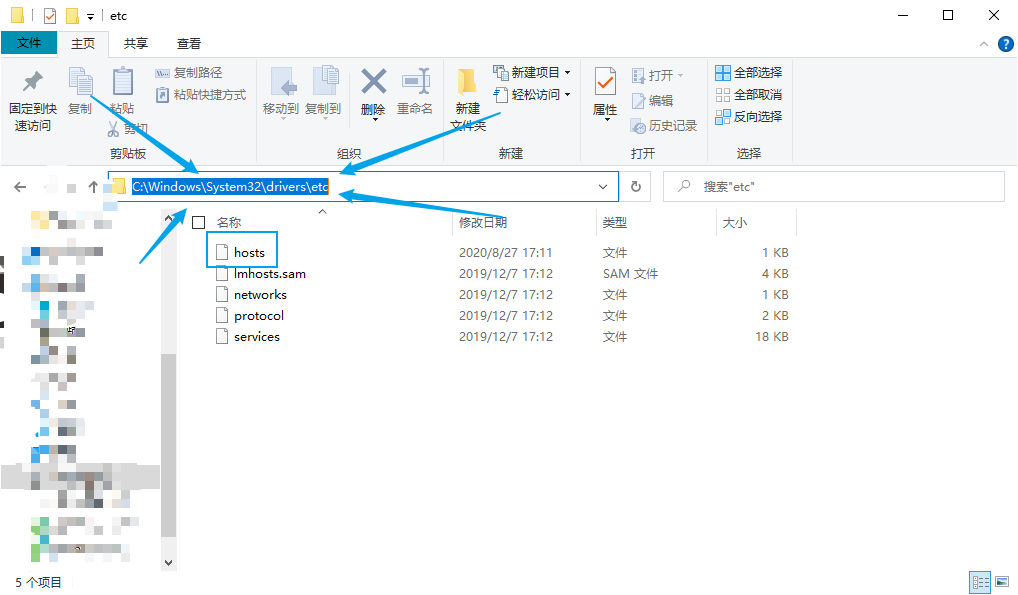 etc
文件 主页 共享 查看
固定到快速访问
复制
粘贴
复制路径
粘贴快捷方式
剪切
剪贴板
移动到
复制到
删除
重命名
组织
新建文件夹
新建项目
轻松访问
新建
属性
打开
编辑
历史记录
打开
全部选择
全部取消
反向选择
选择
C:\Windows\System32\drivers\etc
搜索"etc"
名称 修改日期 类型 大小
hosts 2020/8/27 17:11 文件 1 KB
lmhosts.sam 2019/12/7 17:12 SAM 文件 4 KB
networks 2019/12/7 17:12 文件 1 KB
protocol 2019/12/7 17:12 文件 2 KB
services 2019/12/7 17:12 文件 18 KB
5 个项目